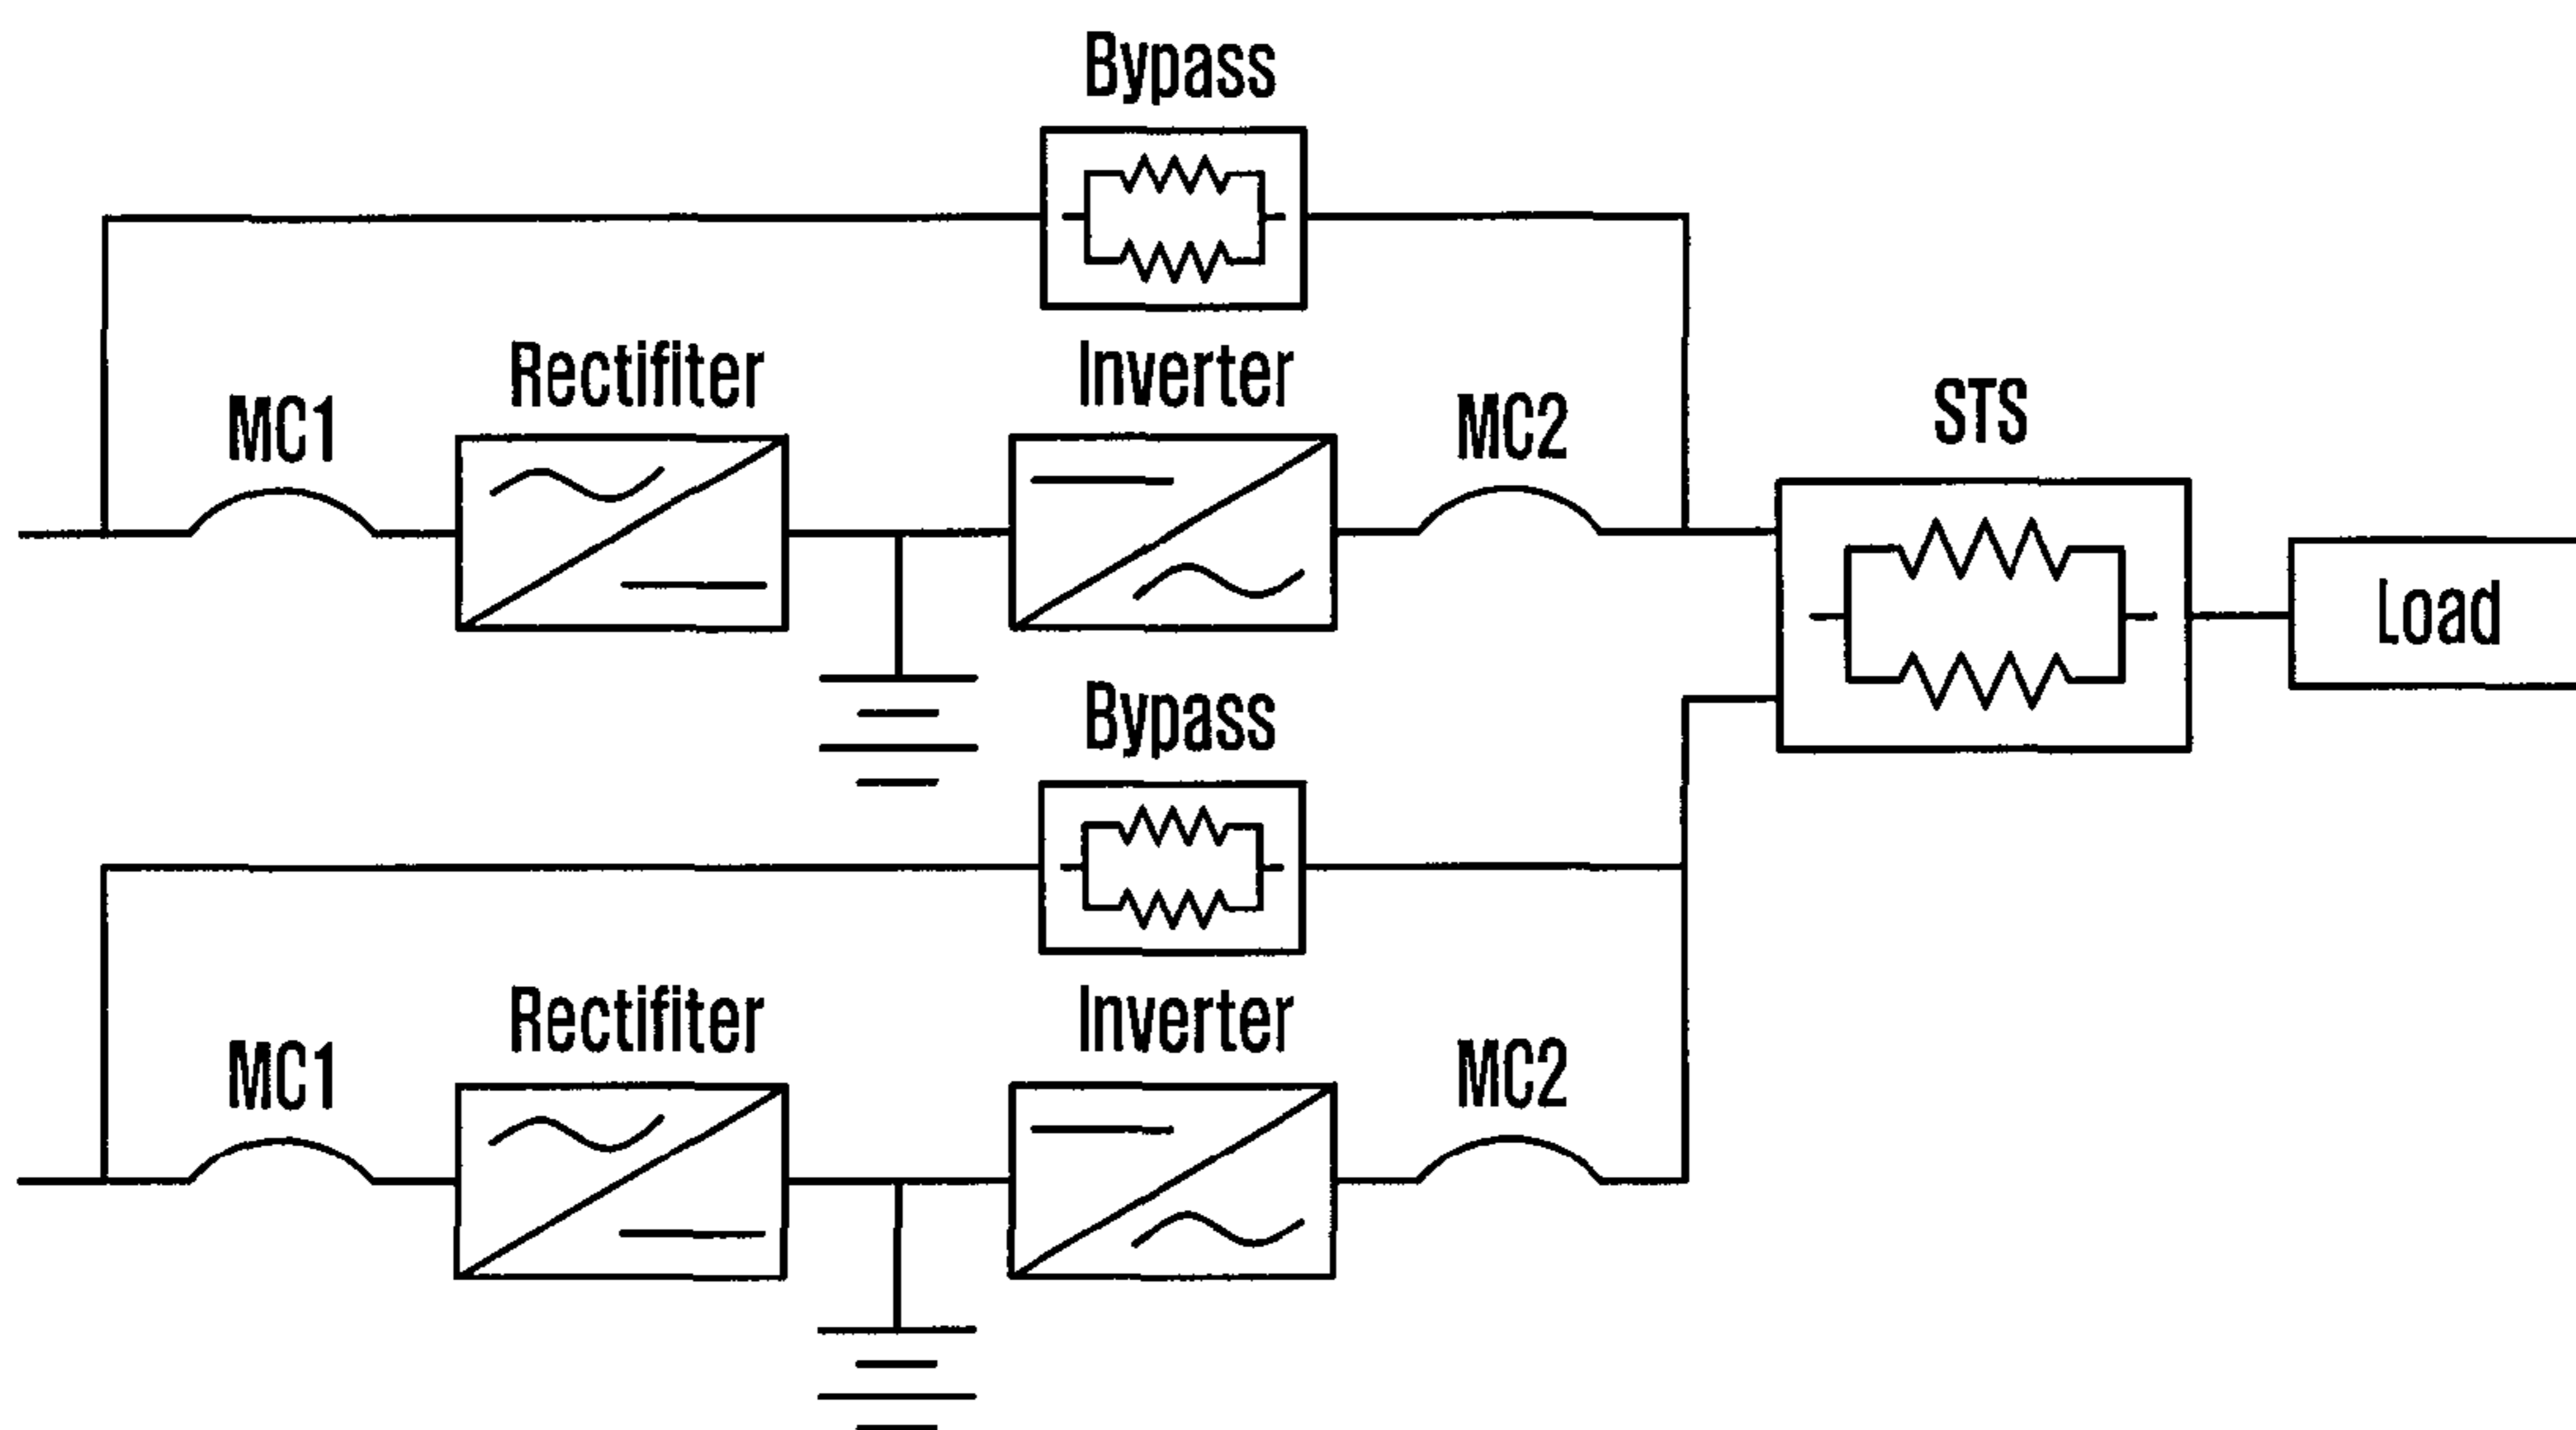 Bypass
Rectifiter
Inverter
MC1
MC2
STS
Load
Bypass
Rectifiter
Inverter
MC1
MC2